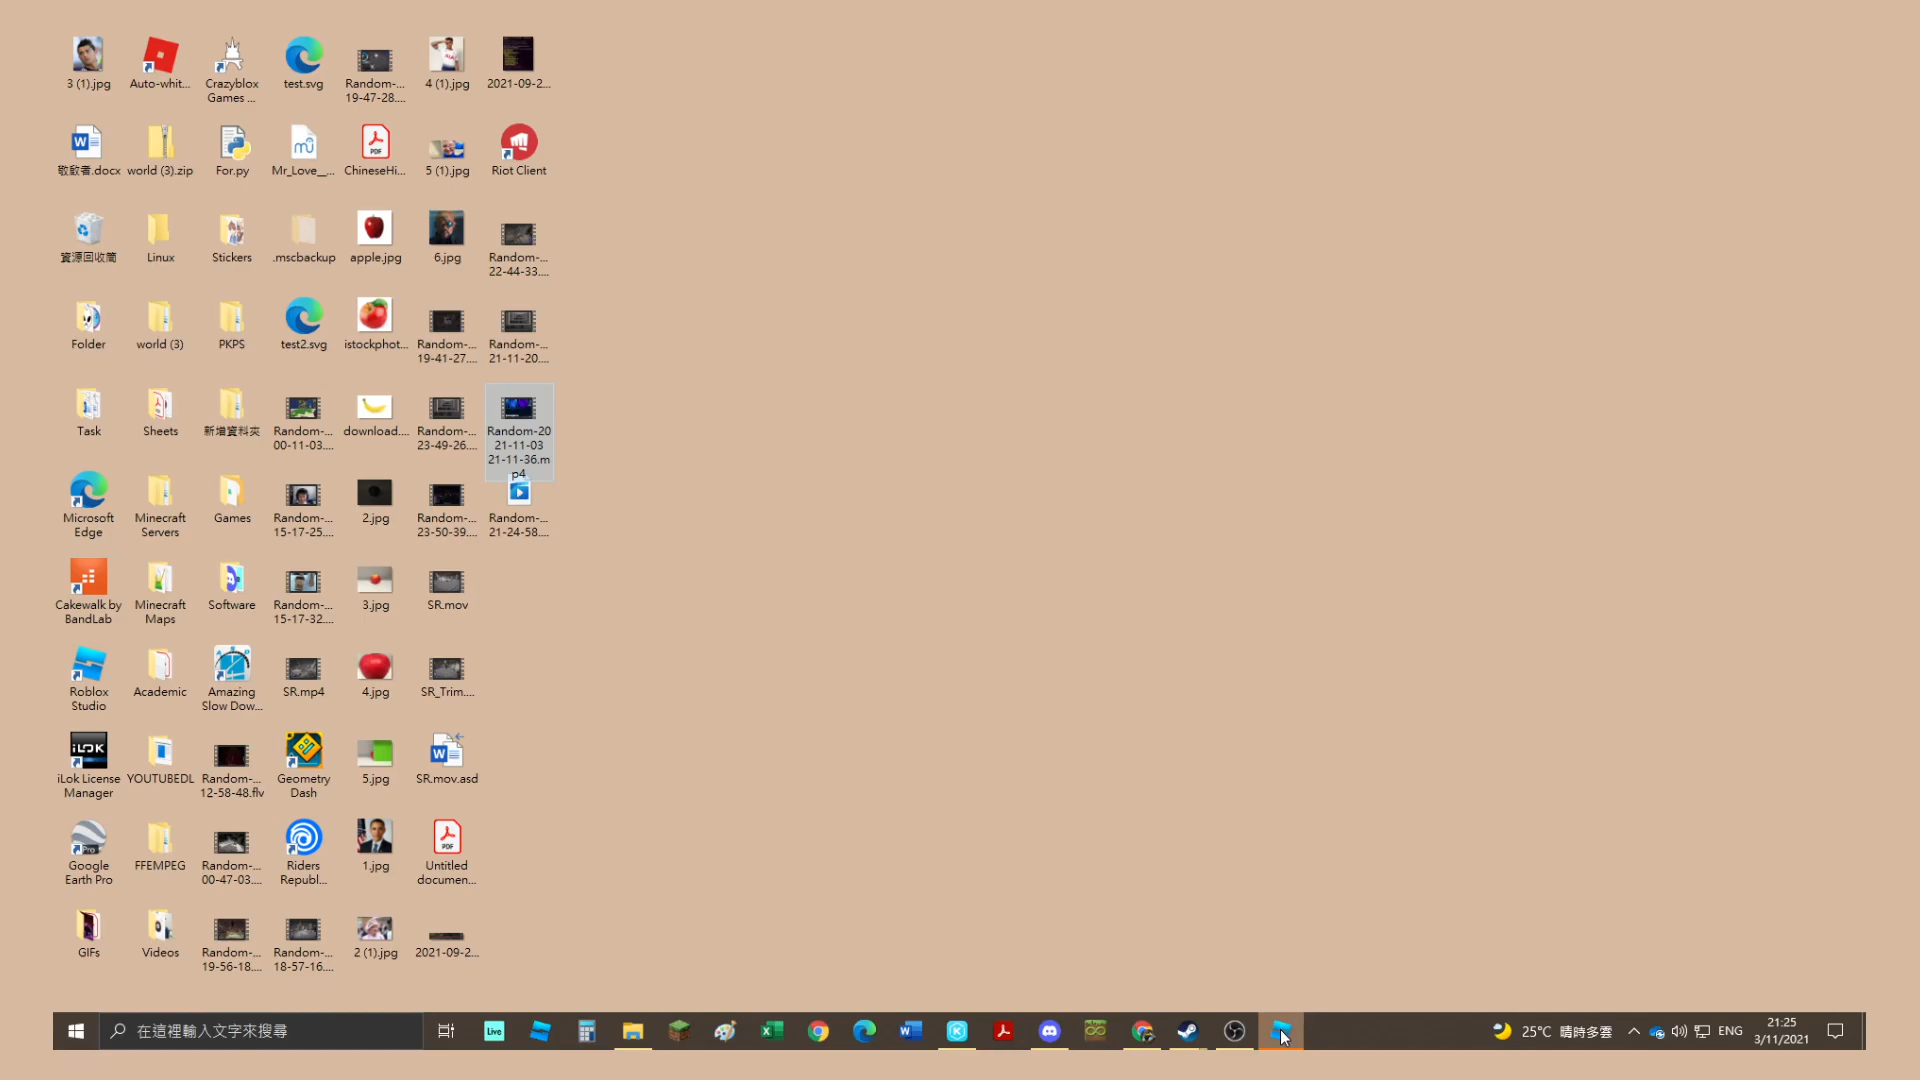 3 (1).jpg
Auto-whit...
Crazyblox
Games ...
test.svg
Random-...
19-47-28....
4 (1).jpg
2021-09-2...
敬啟者.docx
world (3).zip
For.py
Mr_Love__...
ChineseHi...
5 (1).jpg
Riot Client
資源回收筒
Linux
Stickers
.mscbackup
apple.jpg
6.jpg
Random-...
22-44-33....
Folder
world (3)
PKPS
test2.svg
istockphot...
Random-...
19-41-27....
Random-...
21-11-20....
Task
Sheets
新增資料夾
Random-...
00-11-03....
download....
Random-...
23-49-26....
Random-20
21-11-03
21-11-36.m
p4
Microsoft
Edge
Minecraft
Servers
Games
Random-...
15-17-25....
2.jpg
Random-...
23-50-39....
Random-...
21-24-58....
Cakewalk by
BandLab
Minecraft
Maps
Software
Random-...
15-17-32....
3.jpg
SR.mov
Roblox
Studio
Academic
Amazing
Slow Dow...
SR.mp4
4.jpg
SR_Trim....
iLOK
iLok License
Manager
YOUTUBEDL
Random-...
12-58-48.flv
Geometry
Dash
5.jpg
SR.mov.asd
Pro
Google
Earth Pro
FFEMPEG
Random-...
00-47-03....
Riders
Republ...
1.jpg
PDF
Untitled
documen...
GIFs
Videos
Random-...
19-56-18....
Random-...
18-57-16....
2 (1).jpg
2021-09-2...
在這裡輸入文字來搜尋
Live
25°C 晴時多雲
ENG
21:25
3/11/2021